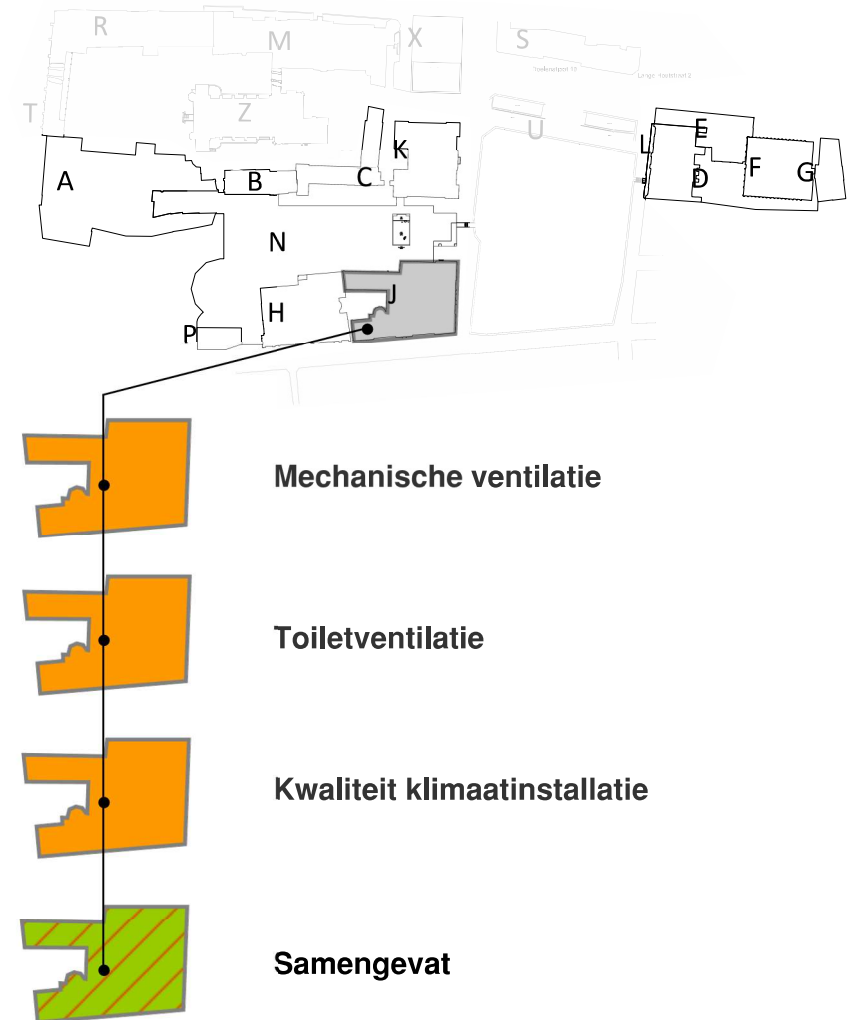 R
M
X
S
T
Z
U
E
L
K
A
B
C
D
F
G
N
J
H
P
Mechanische ventilatie
Toiletventilatie
Kwaliteit klimaatinstallatie
Samengevat